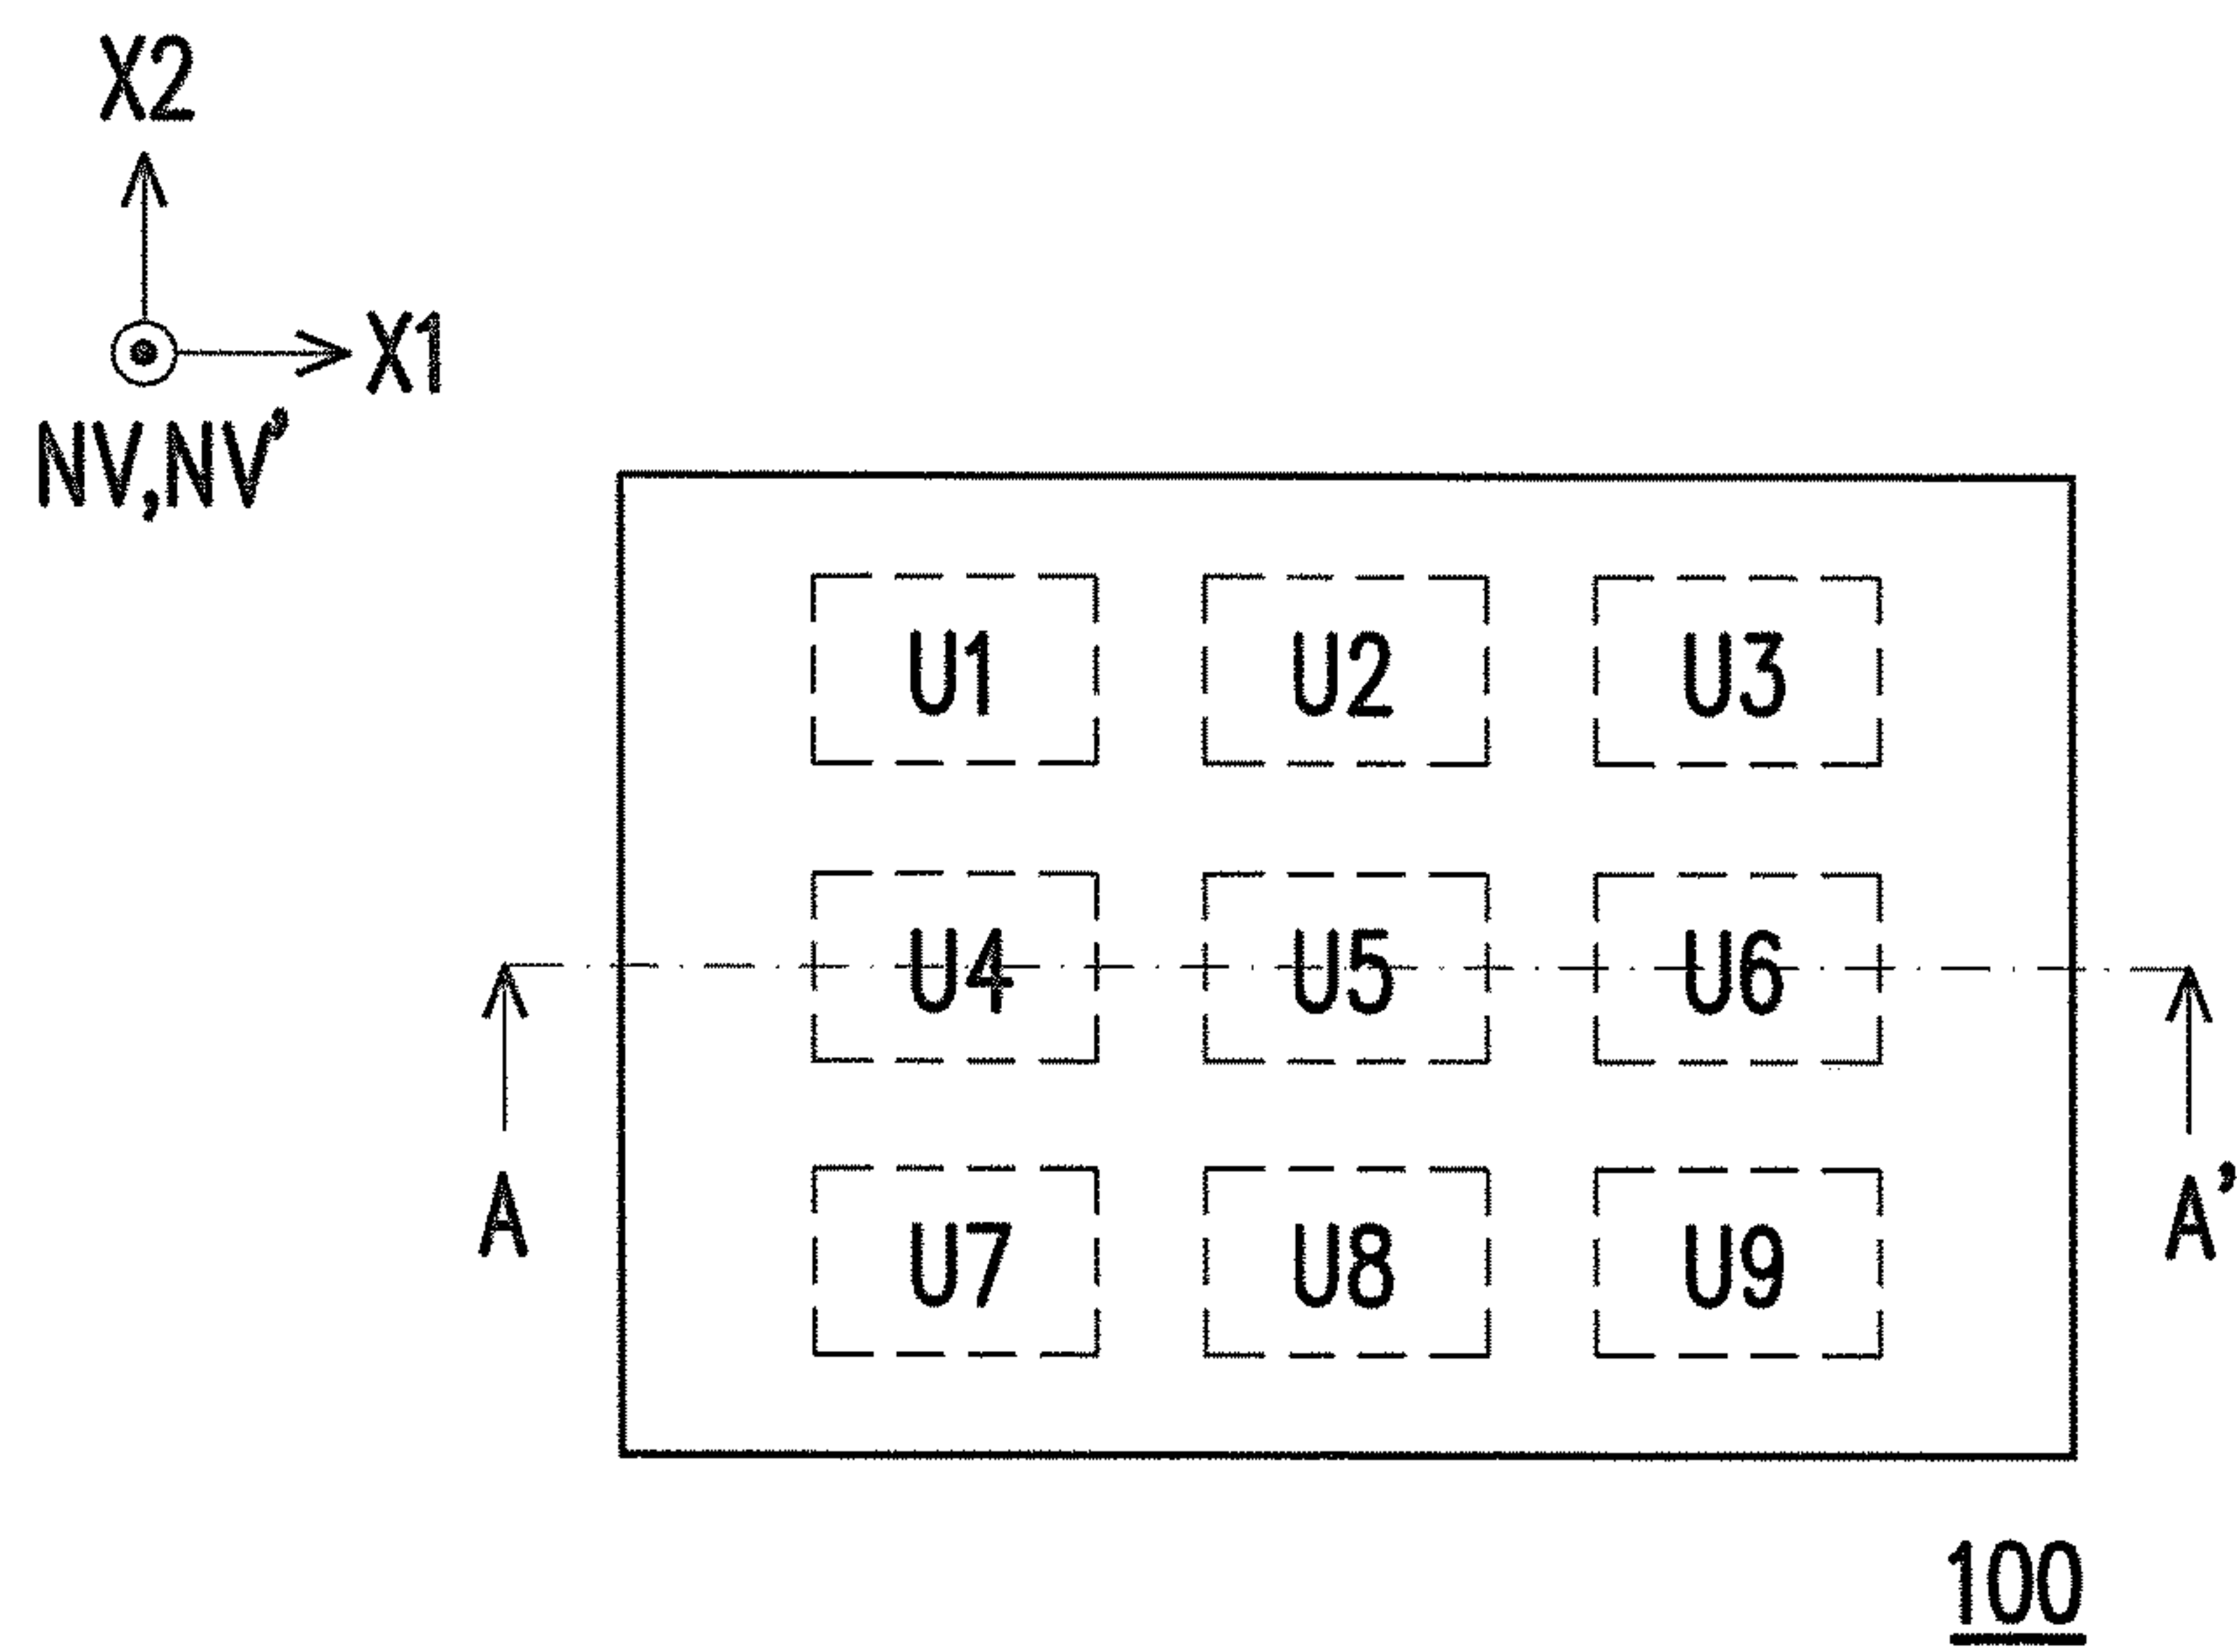 X2
X1
NV,NV’
U1 U2 U3
U4 U5 U6
A A’
U7 U8 U9
100